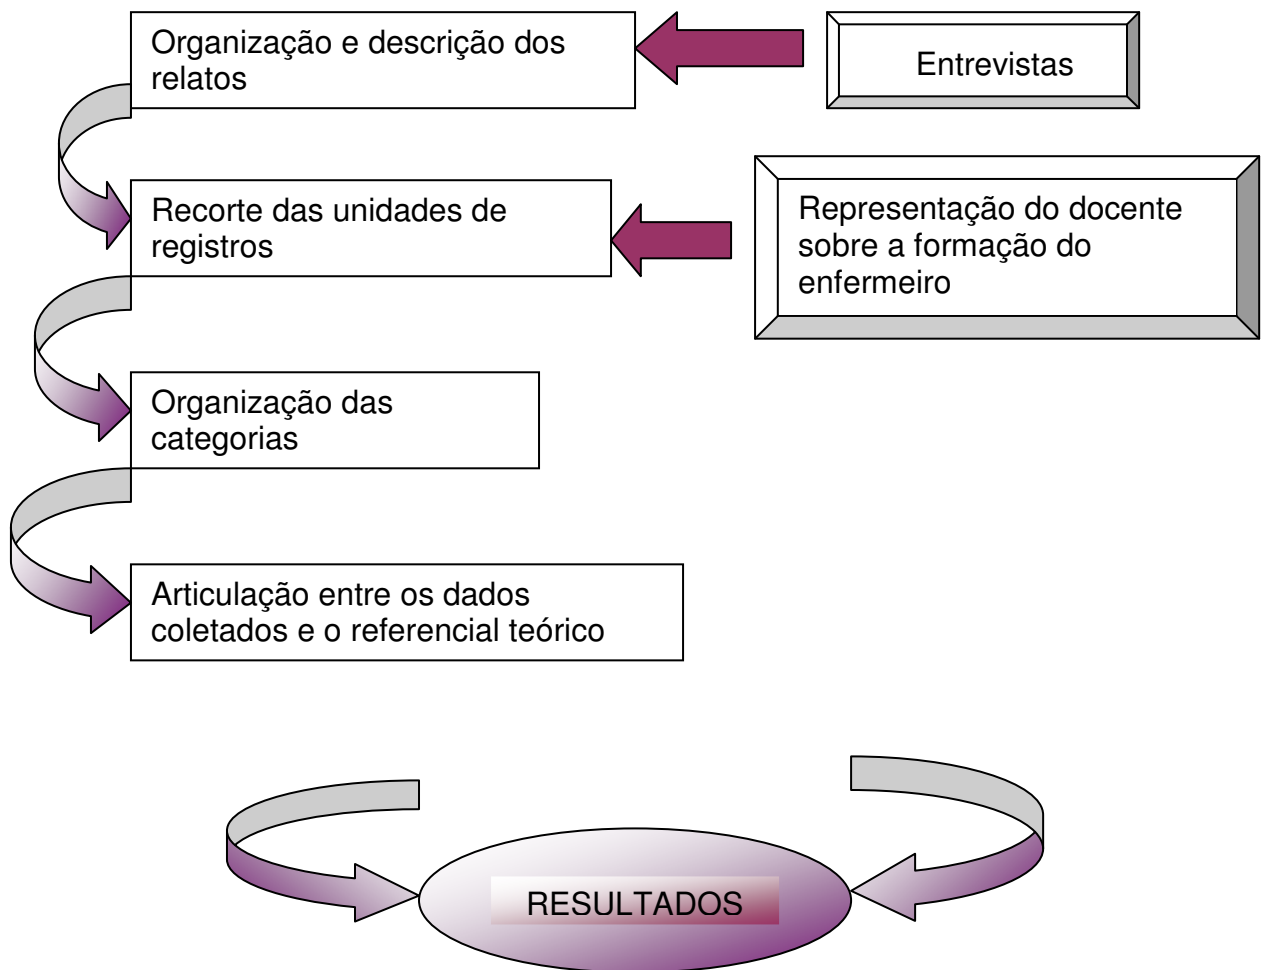 Organização e descrição dos
relatos
Entrevistas
Recorte das unidades de
registros
Representação do docente
sobre a formação do
enfermeiro
Organização das
categorias
Articulação entre os dados
coletados e o referencial teórico
RESULTADOS